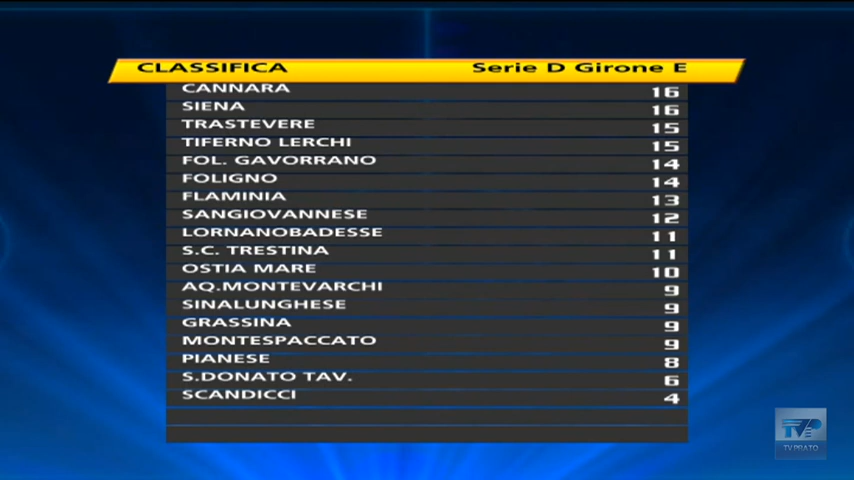 CLASSIFICA Serie D Girone E
CANNARA 16
SIENA 16
TRASTEVERE 15
TIFERNO LERCHI 15
FOL. GAVORRANO 14
FOLIGNO 14
FLAMINIA 13
SANGIOVANNESE 12
LORNANOBADESSE 11
S.C. TRESTINA 11
OSTIA MARE 10
AQ.MONTEVARCHI 9
SINALUNGHESE 9
GRASSINA 9
MONTESPACCATO 9
PIANESE 8
S.DONATO TAV. 6
SCANDICCI 4
TVP
TV PRATO